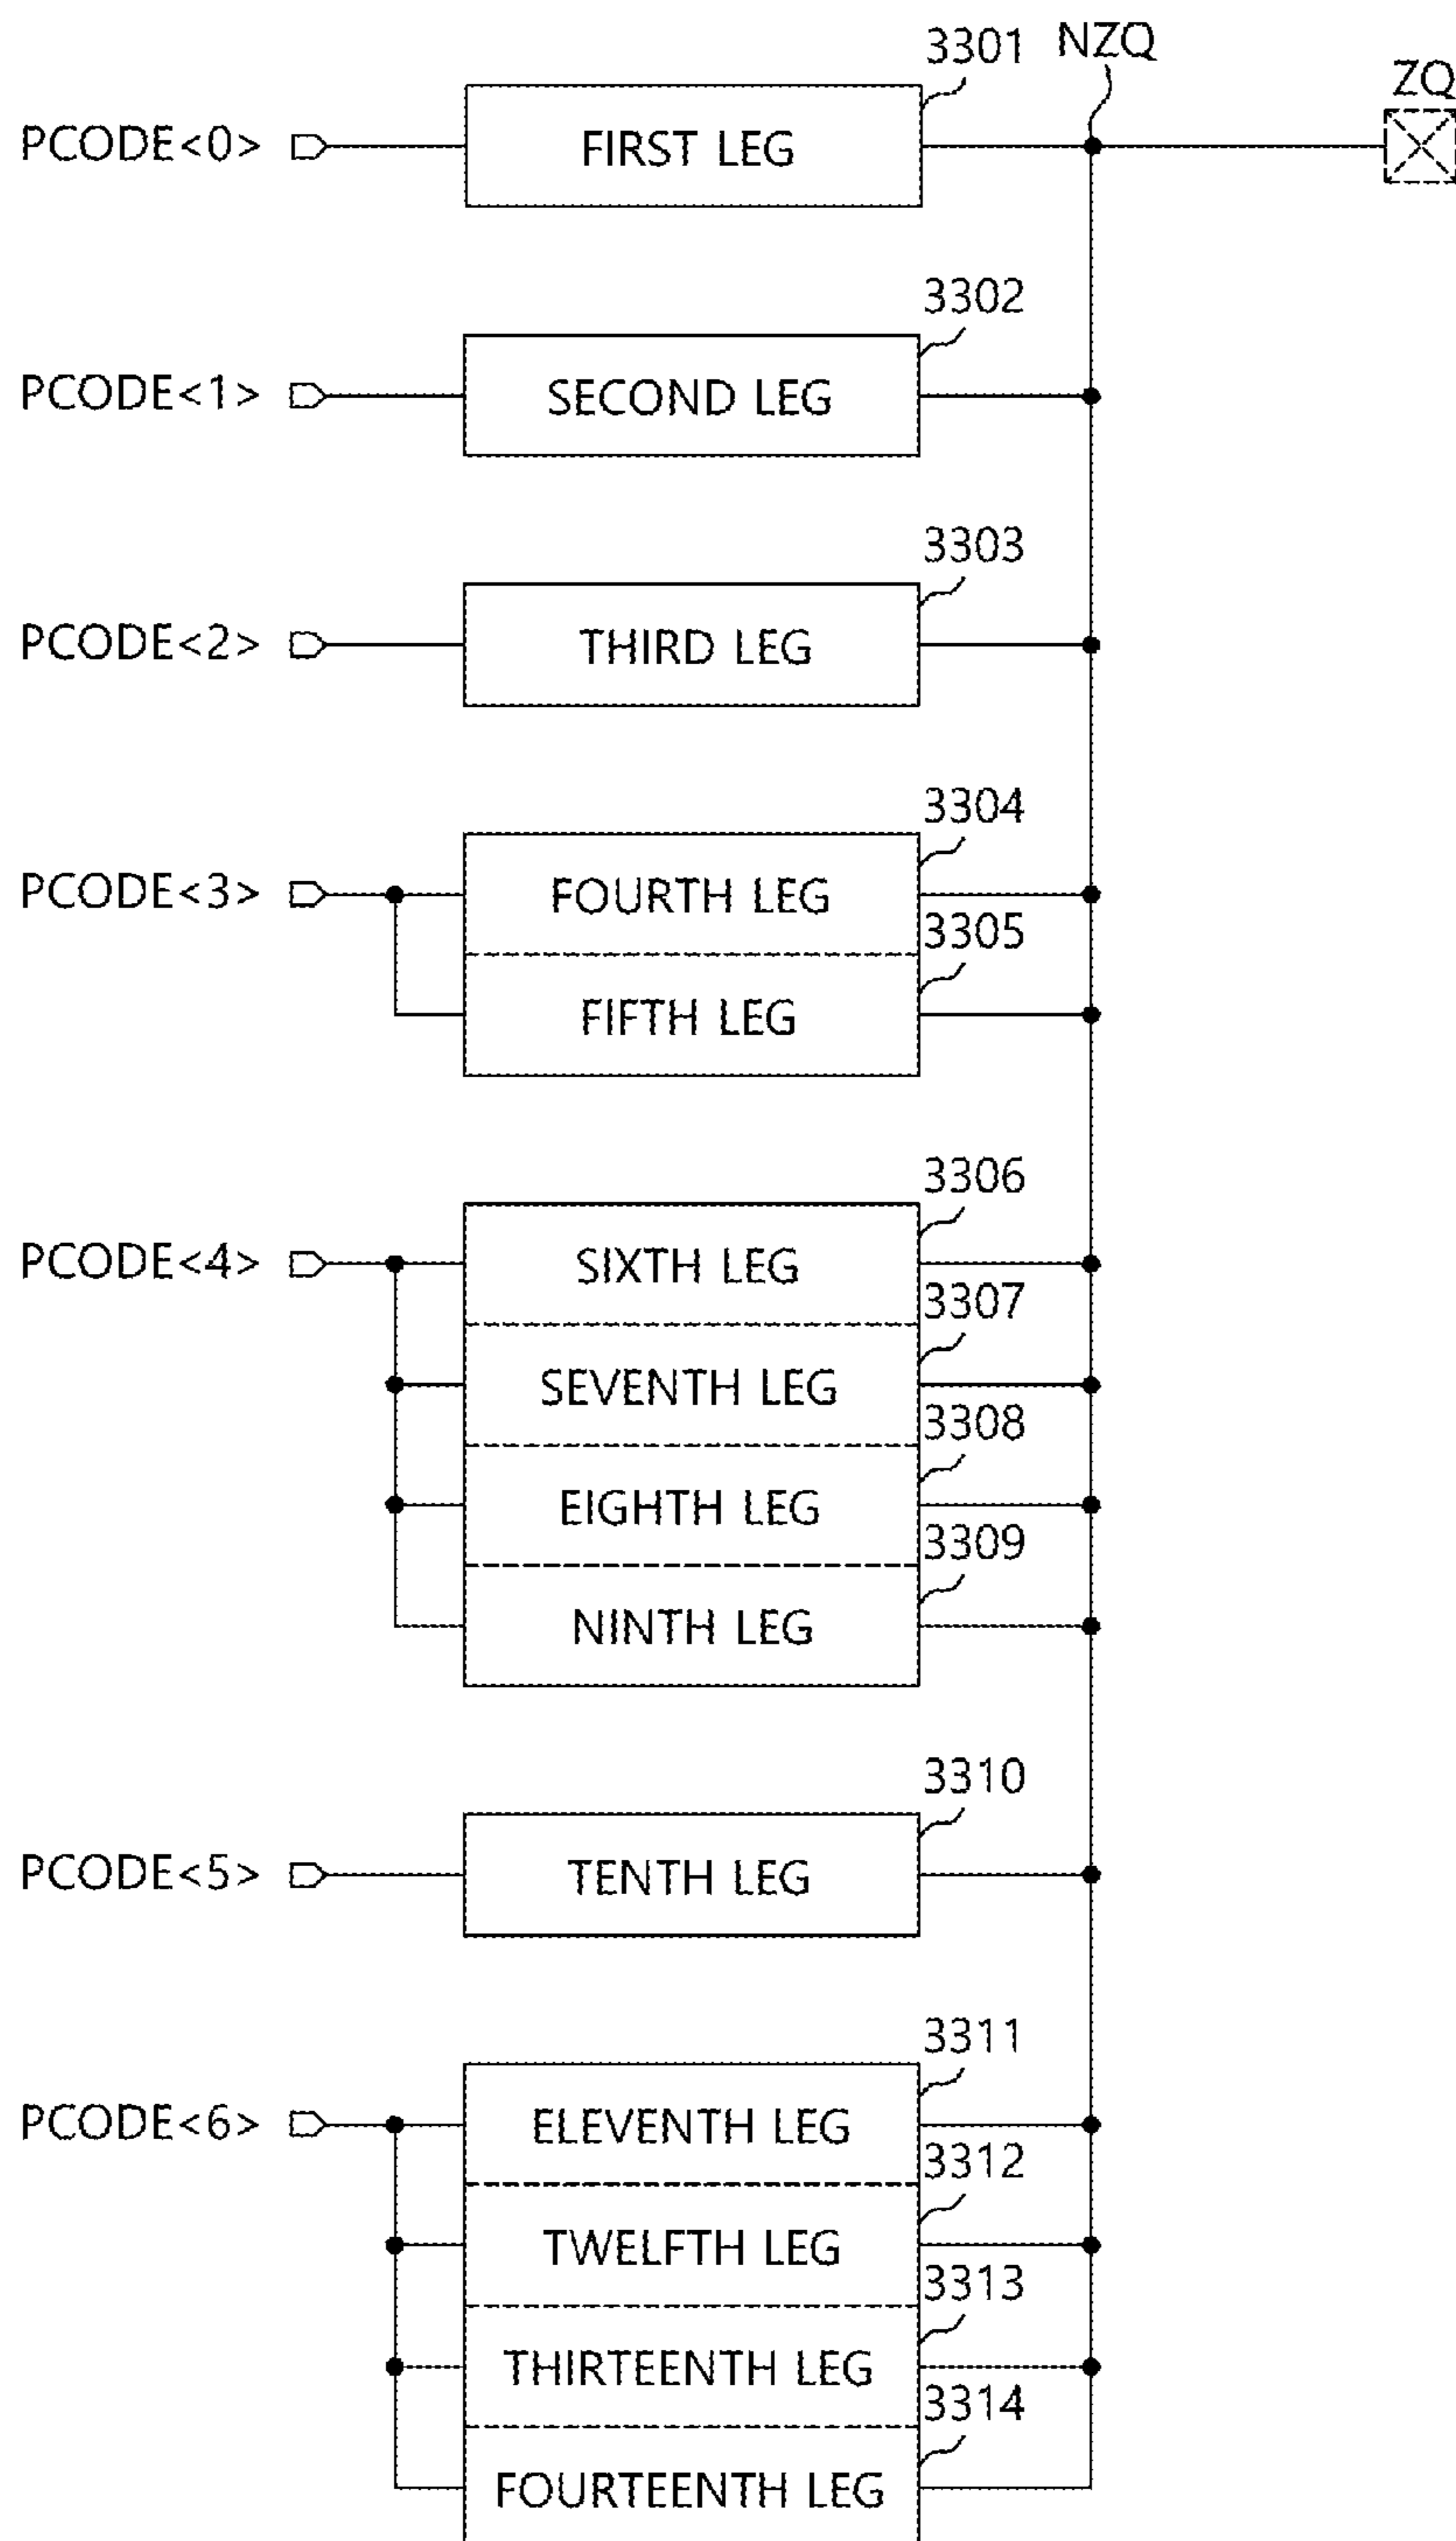 3301 NZQ
ZQ
PCODE<0> FIRST LEG
3302
PCODE<1> SECOND LEG
3303
PCODE<2> THIRD LEG
3304
PCODE<3> FOURTH LEG
3305
FIFTH LEG
3306
PCODE<4> SIXTH LEG
3307
SEVENTH LEG
3308
EIGHTH LEG
3309
NINTH LEG
3310
PCODE<5> TENTH LEG
3311
PCODE<6> ELEVENTH LEG
3312
TWELFTH LEG
3313
THIRTEENTH LEG
3314
FOURTEENTH LEG